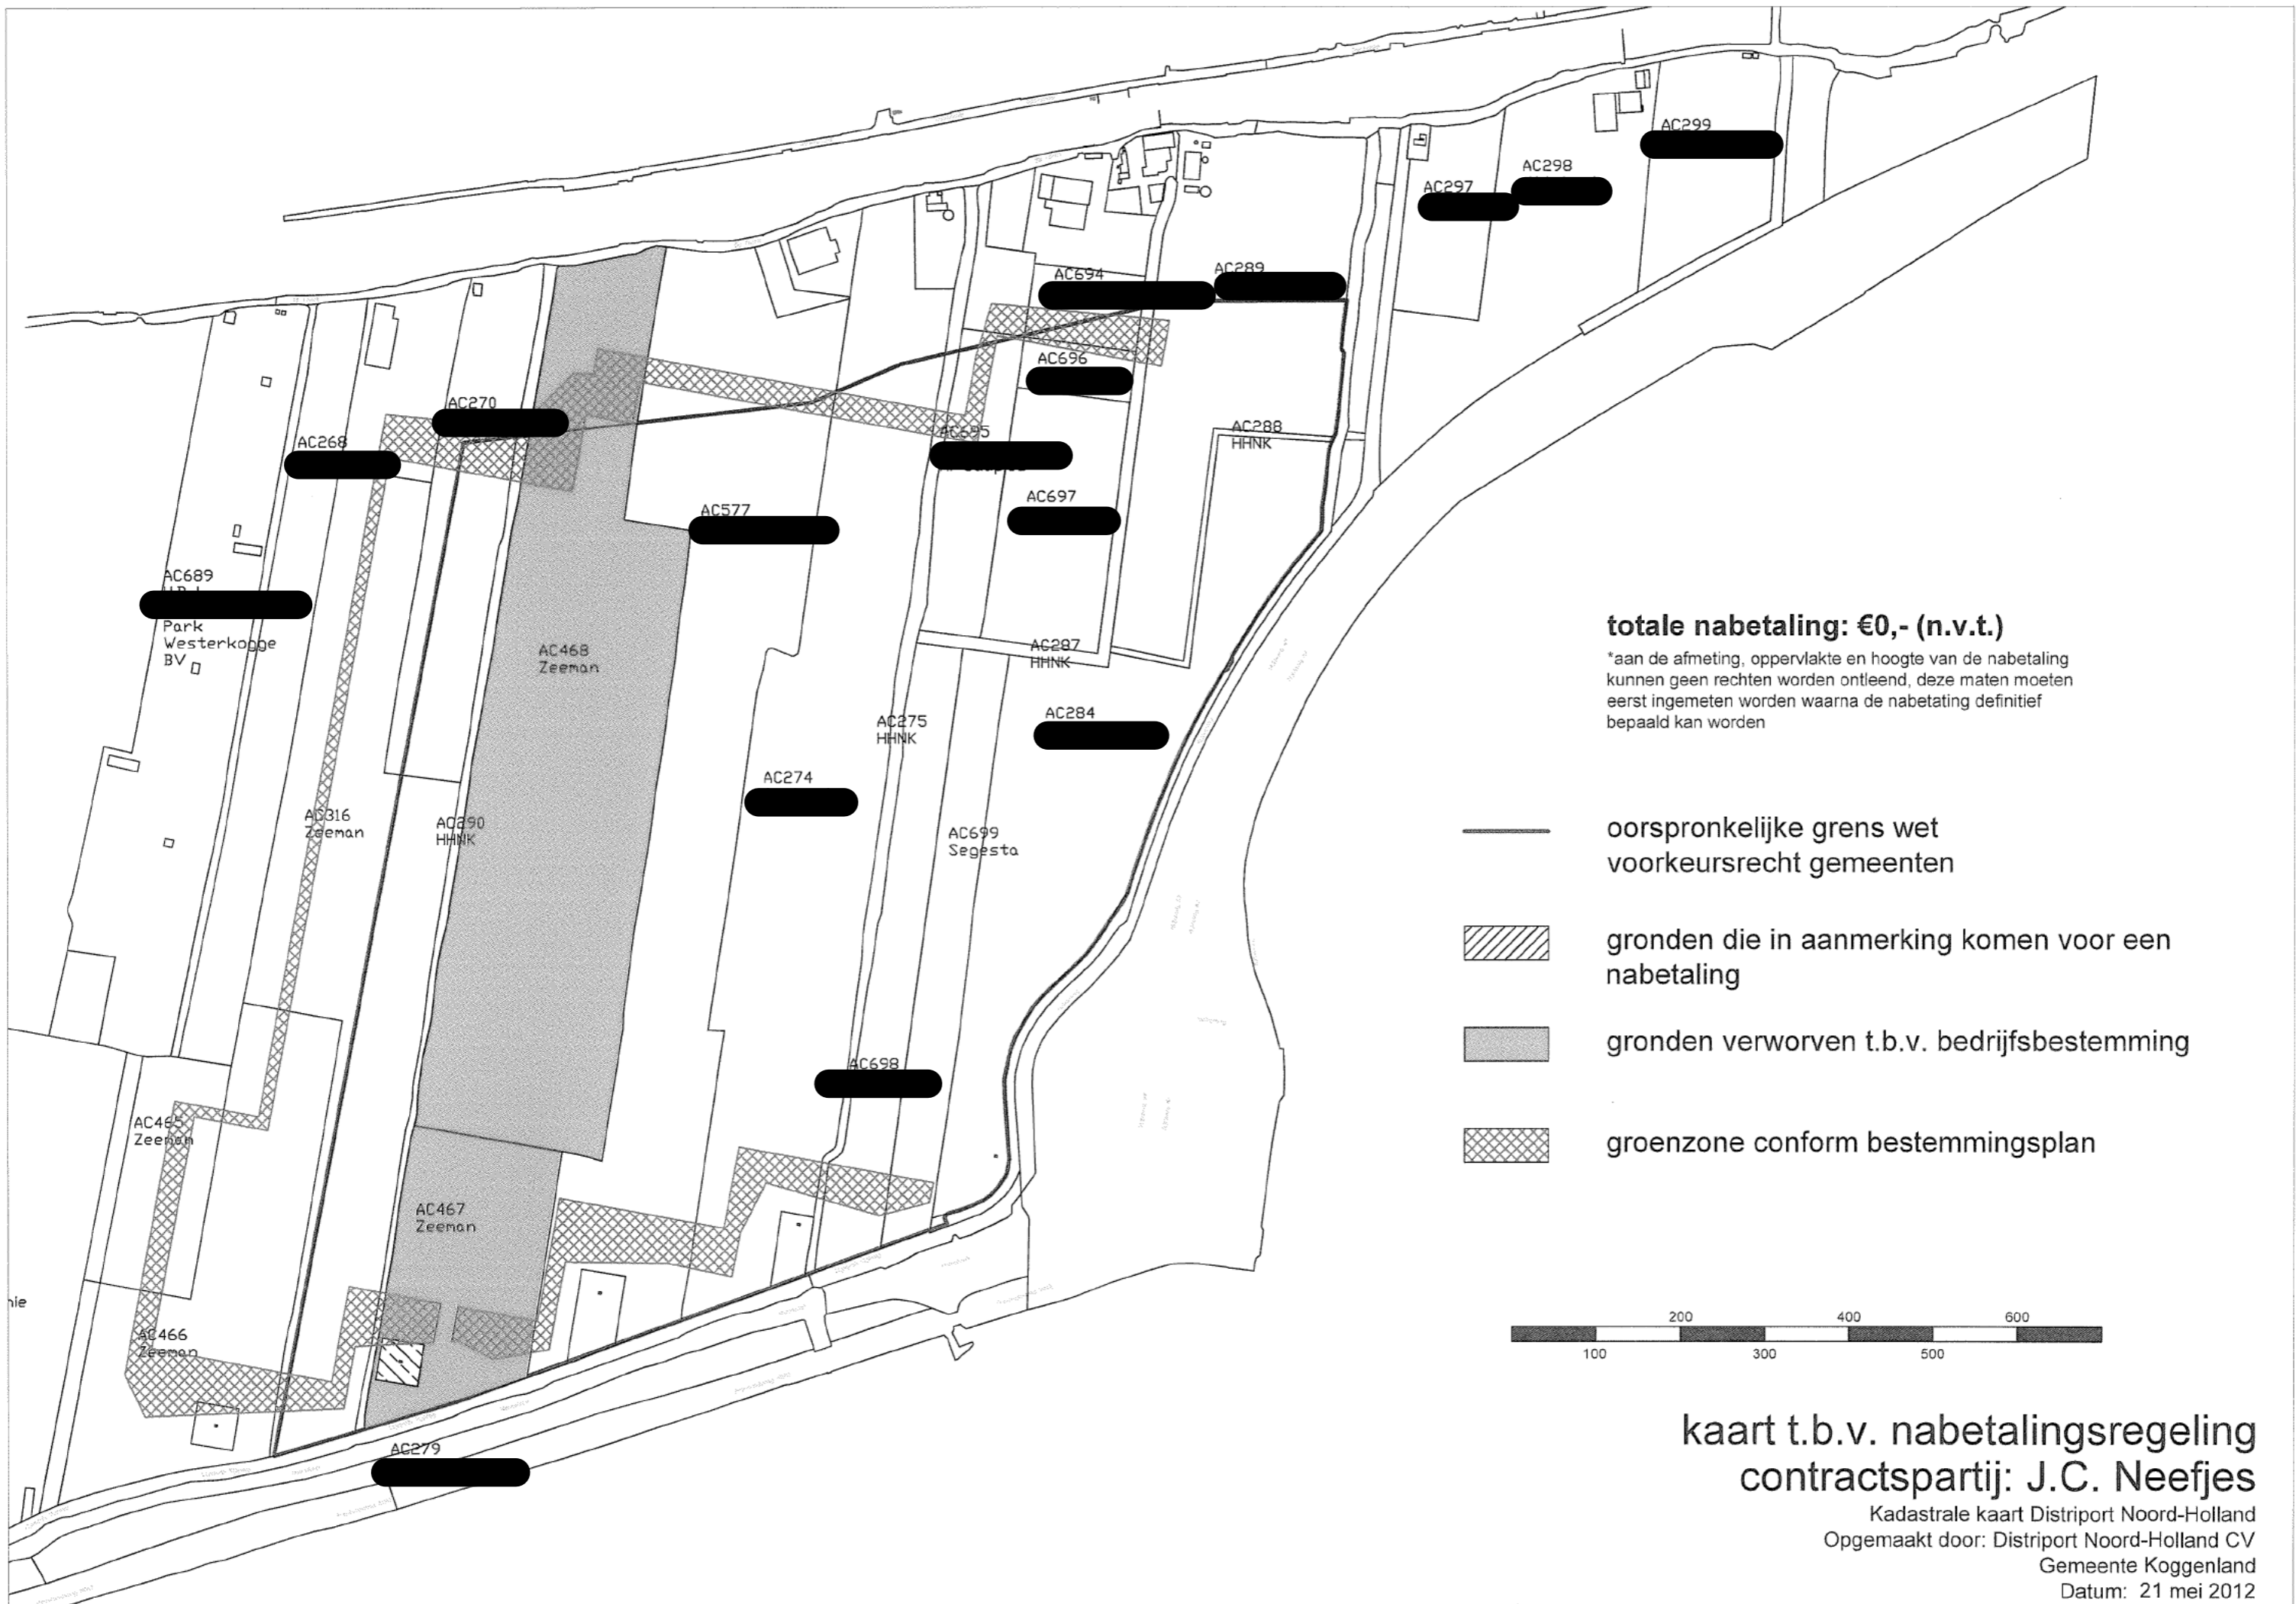 AC299
AC298
AC297
AC694
AC289
AC696
AC270
AC268
AC695
AC288
HHNK
AC697
AC577
AC689
Park
Westerkogge
BV
AC468
Zeeman
AC287
HHNK
AC284
AC275
HHNK
AC274
AC316
Zeeman
AC290
HHNK
AC699
Segesta
AC698
AC465
Zeeman
AC467
Zeeman
AC466
Zeeman
AC279
totale nabetaling: €0,- (n.v.t.)
*aan de afmeting, oppervlakte en hoogte van de nabetaling
kunnen geen rechten worden ontleend, deze maten moeten
eerst ingemeten worden waarna de nabetating definitief
bepaald kan worden
oorspronkelijke grens wet
voorkeursrecht gemeenten
gronden die in aanmerking komen voor een
nabetaling
gronden verworven t.b.v. bedrijfsbestemming
groenzone conform bestemmingsplan
200 400 600
100 300 500
kaart t.b.v. nabetalingsregeling
contractspartij: J.C. Neefjes
Kadastrale kaart Distriport Noord-Holland
Opgemaakt door: Distriport Noord-Holland CV
Gemeente Koggenland
Datum: 21 mei 2012